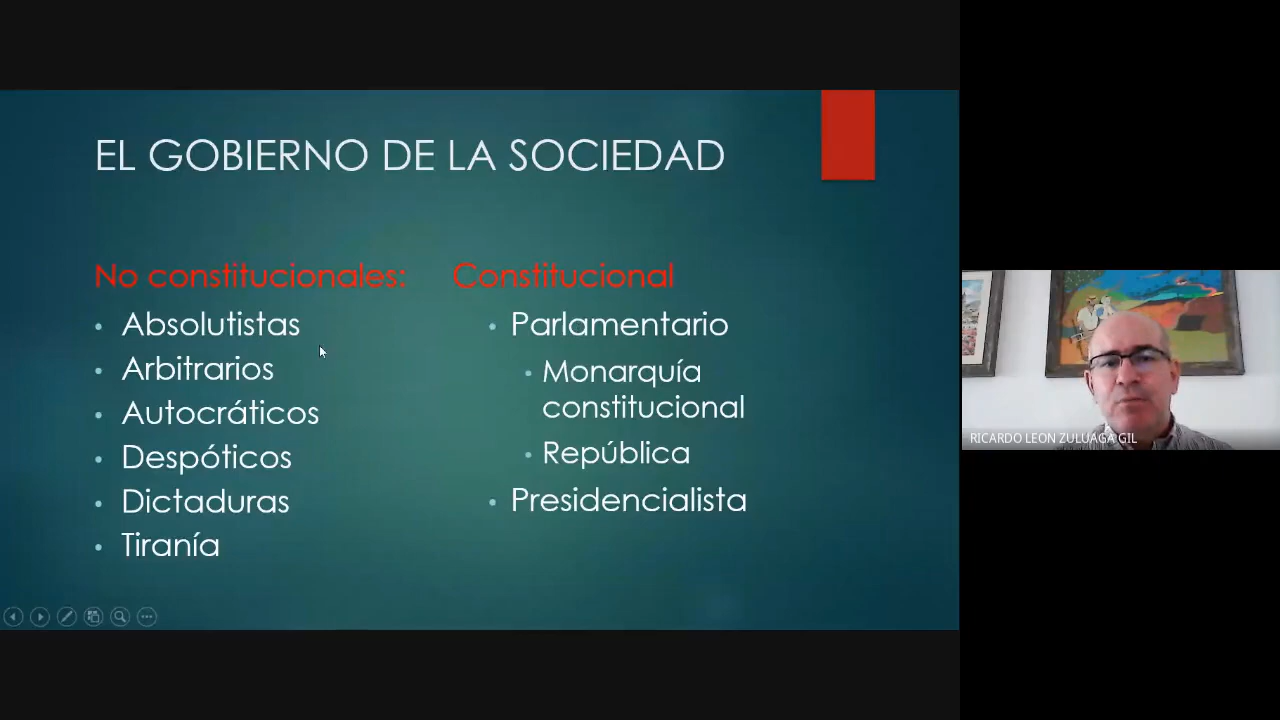 EL GOBIERNO DE LA SOCIEDAD
No constitucionales:
Absolutistas
Arbitrarios
Autocráticos
Despóticos
Dictaduras
Tiranía
Constitucional
Parlamentario
Monarquía
constitucional
República
Presidencialista
RICARDO LEON ZULUAGA GIL